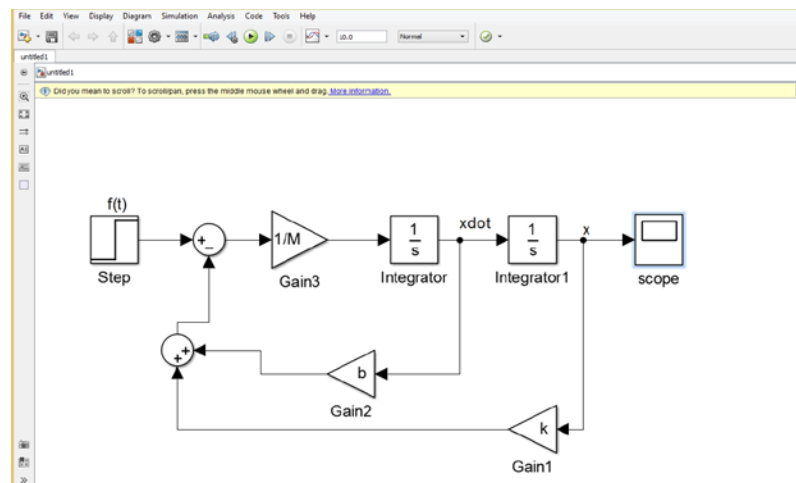 File Edit View Display Diagram Simulation Analysis Code Tools Help
10.0 Normal
untitled1
untitled1
Did you mean to scroll? To scroll/pan, press the middle mouse wheel and drag. More information.
f(t)
xdot
x
+
−
1/M
1
s
1
s
Step
Gain3
Integrator
Integrator1
scope
+
+
b
Gain2
k
Gain1